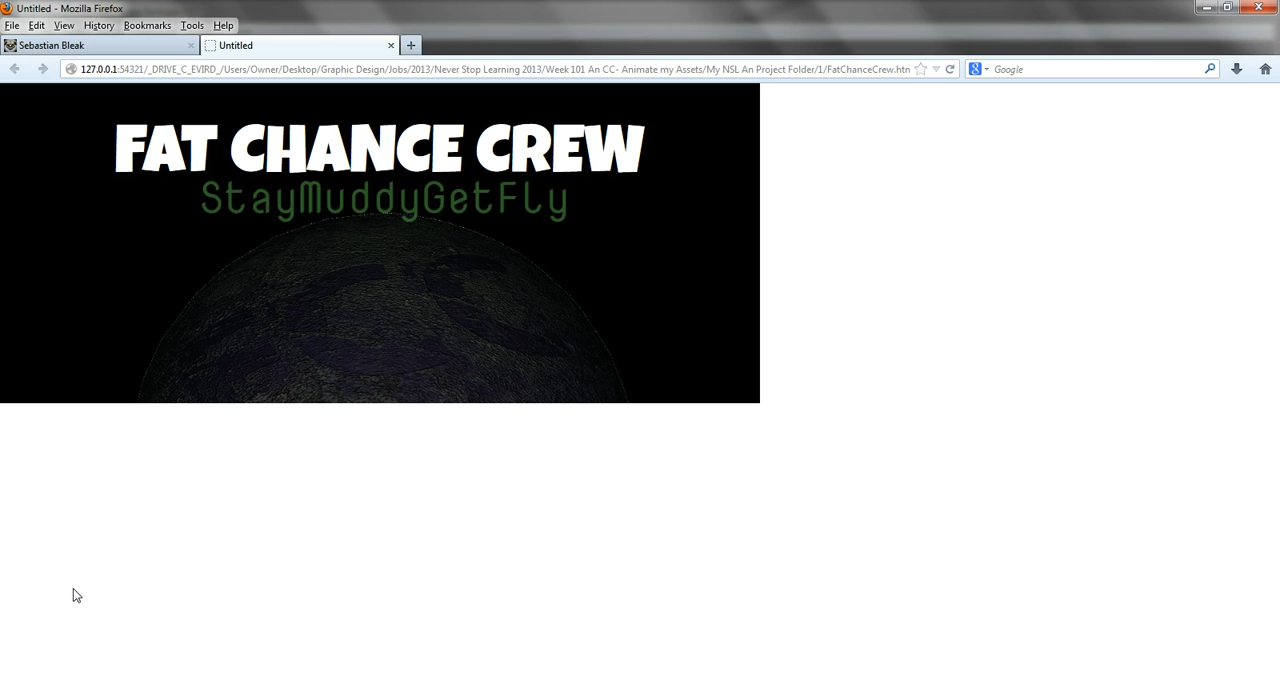 Untitled - Mozilla Firefox
File Edit View History Bookmarks Tools Help
Sebastian Bleak
Untitled
127.0.0.1:54321/_DRIVE_C_EVIRD_/Users/Owner/Desktop/Graphic Design/Jobs/2013/Never Stop Learning 2013/Week 101 An CC- Animate my Assets/My NSL An Project Folder/1/FatChanceCrew.htm
Google
FAT CHANCE CREW
StayMuddyGetFly